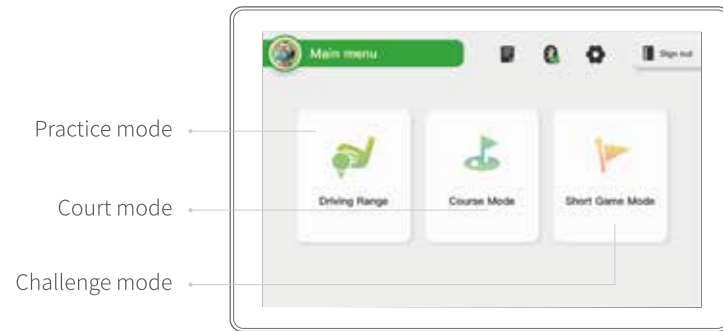 Main menu
Sign out
Practice mode
Court mode
Challenge mode
Driving Range
Course Mode
Short Game Mode